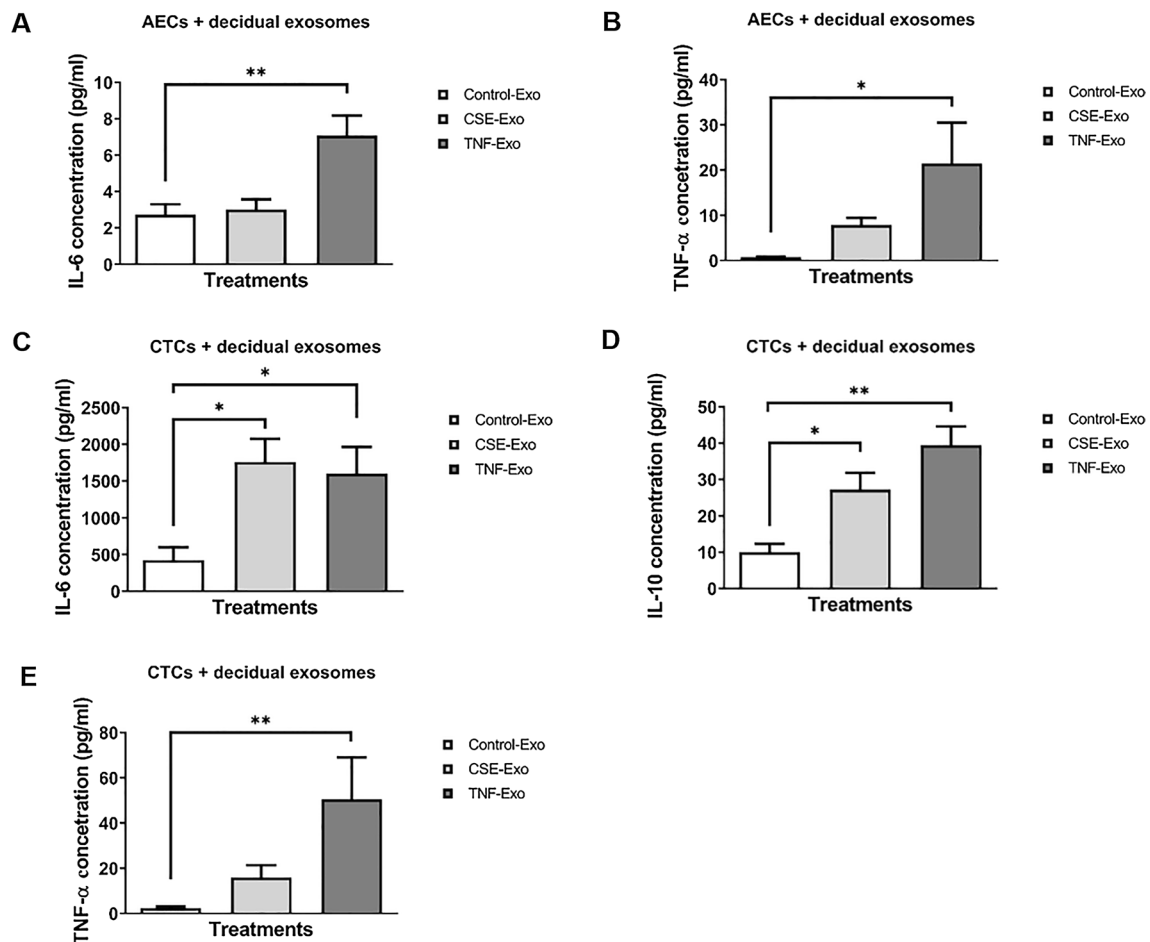 A
AECs + decidual exosomes
IL-6 concentration (pg/ml)
10
8
6
4
2
0
**
Treatments
Control-Exo
CSE-Exo
TNF-Exo
B
AECs + decidual exosomes
TNF-α concetration (pg/ml)
40
30
20
10
0
*
Treatments
Control-Exo
CSE-Exo
TNF-Exo
C
CTCs + decidual exosomes
IL-6 concentration (pg/ml)
2500
2000
1500
1000
500
0
*
*
Treatments
Control-Exo
CSE-Exo
TNF-Exo
D
CTCs + decidual exosomes
IL-10 concentration (pg/ml)
50
40
30
20
10
0
**
*
Treatments
Control-Exo
CSE-Exo
TNF-Exo
E
CTCs + decidual exosomes
TNF-α concetration (pg/ml)
80
60
40
20
0
**
Treatments
Control-Exo
CSE-Exo
TNF-Exo